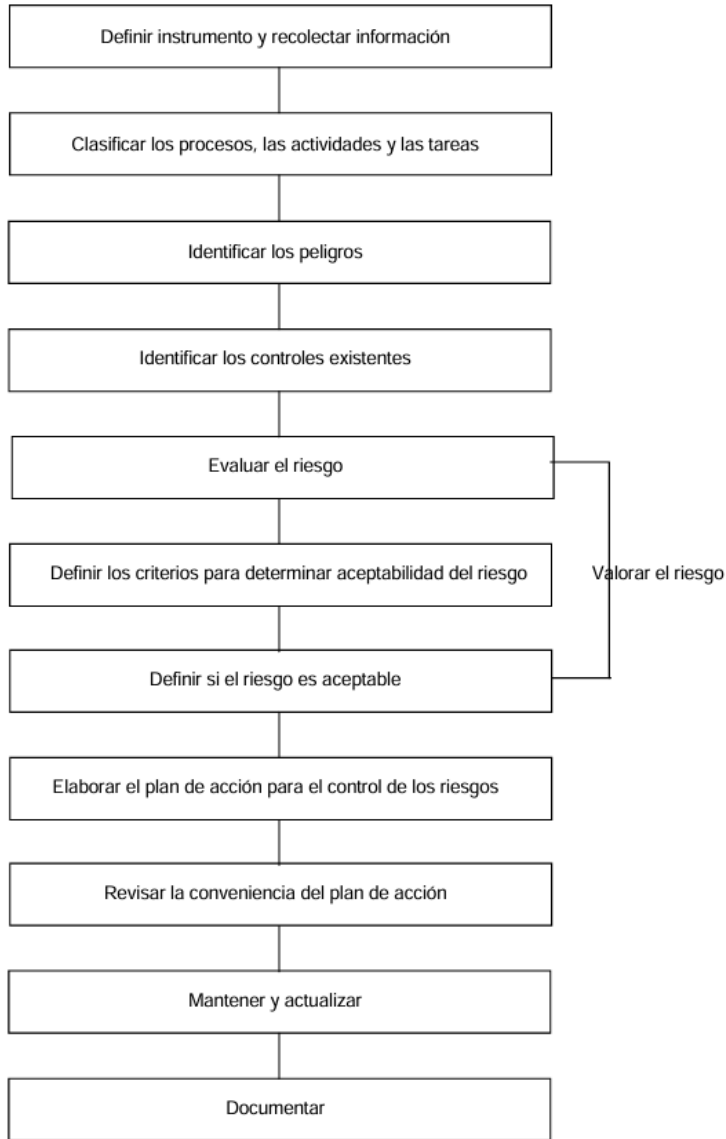 Definir instrumento y recolectar información
Clasificar los procesos, las actividades y las tareas
Identificar los peligros
Identificar los controles existentes
Evaluar el riesgo
Definir los criterios para determinar aceptabilidad del riesgo
Valorar el riesgo
Definir si el riesgo es aceptable
Elaborar el plan de acción para el control de los riesgos
Revisar la conveniencia del plan de acción
Mantener y actualizar
Documentar